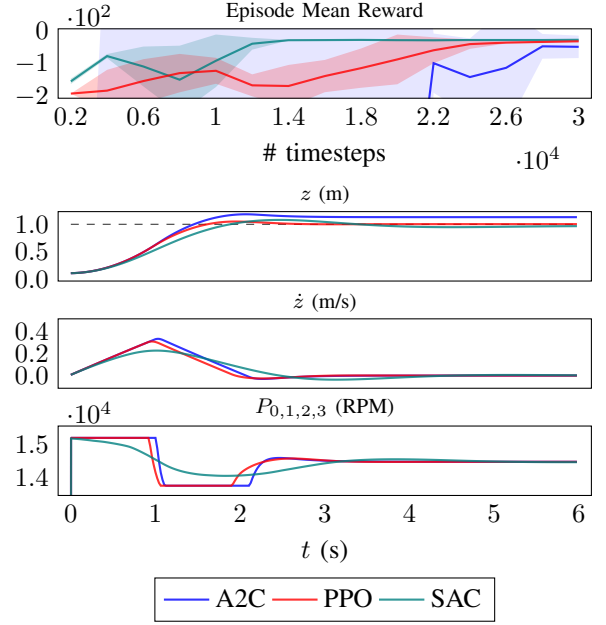 Episode Mean Reward
·10²
0
−1
−2
0.2 0.6 1 1.4 1.8 2.2 2.6 3
# timesteps
·10⁴
z (m)
1.0
0.5
0.0
ż (m/s)
0.4
0.2
0.0
P₀,₁,₂,₃ (RPM)
·10⁴
1.5
1.4
0 1 2 3 4 5 6
t (s)
A2C PPO SAC